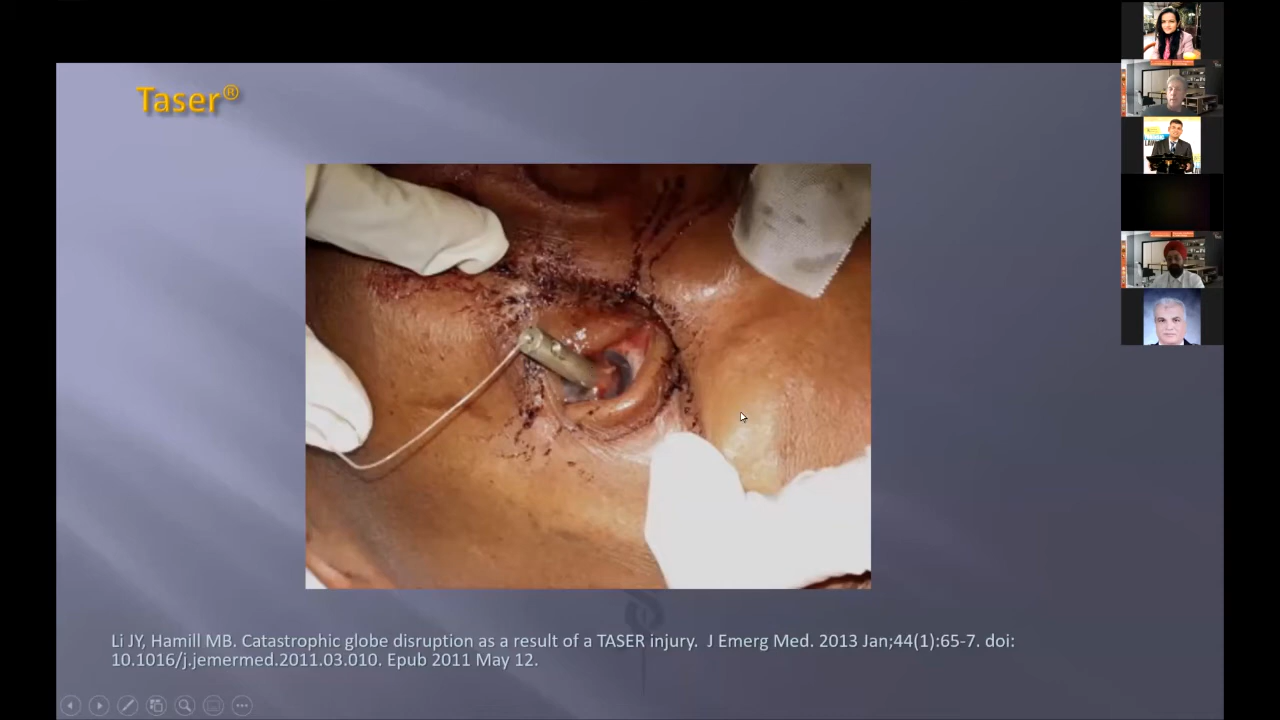 Taser®
Li JY, Hamill MB. Catastrophic globe disruption as a result of a TASER injury. J Emerg Med. 2013 Jan;44(1):65-7. doi:
10.1016/j.jemermed.2011.03.010. Epub 2011 May 12.